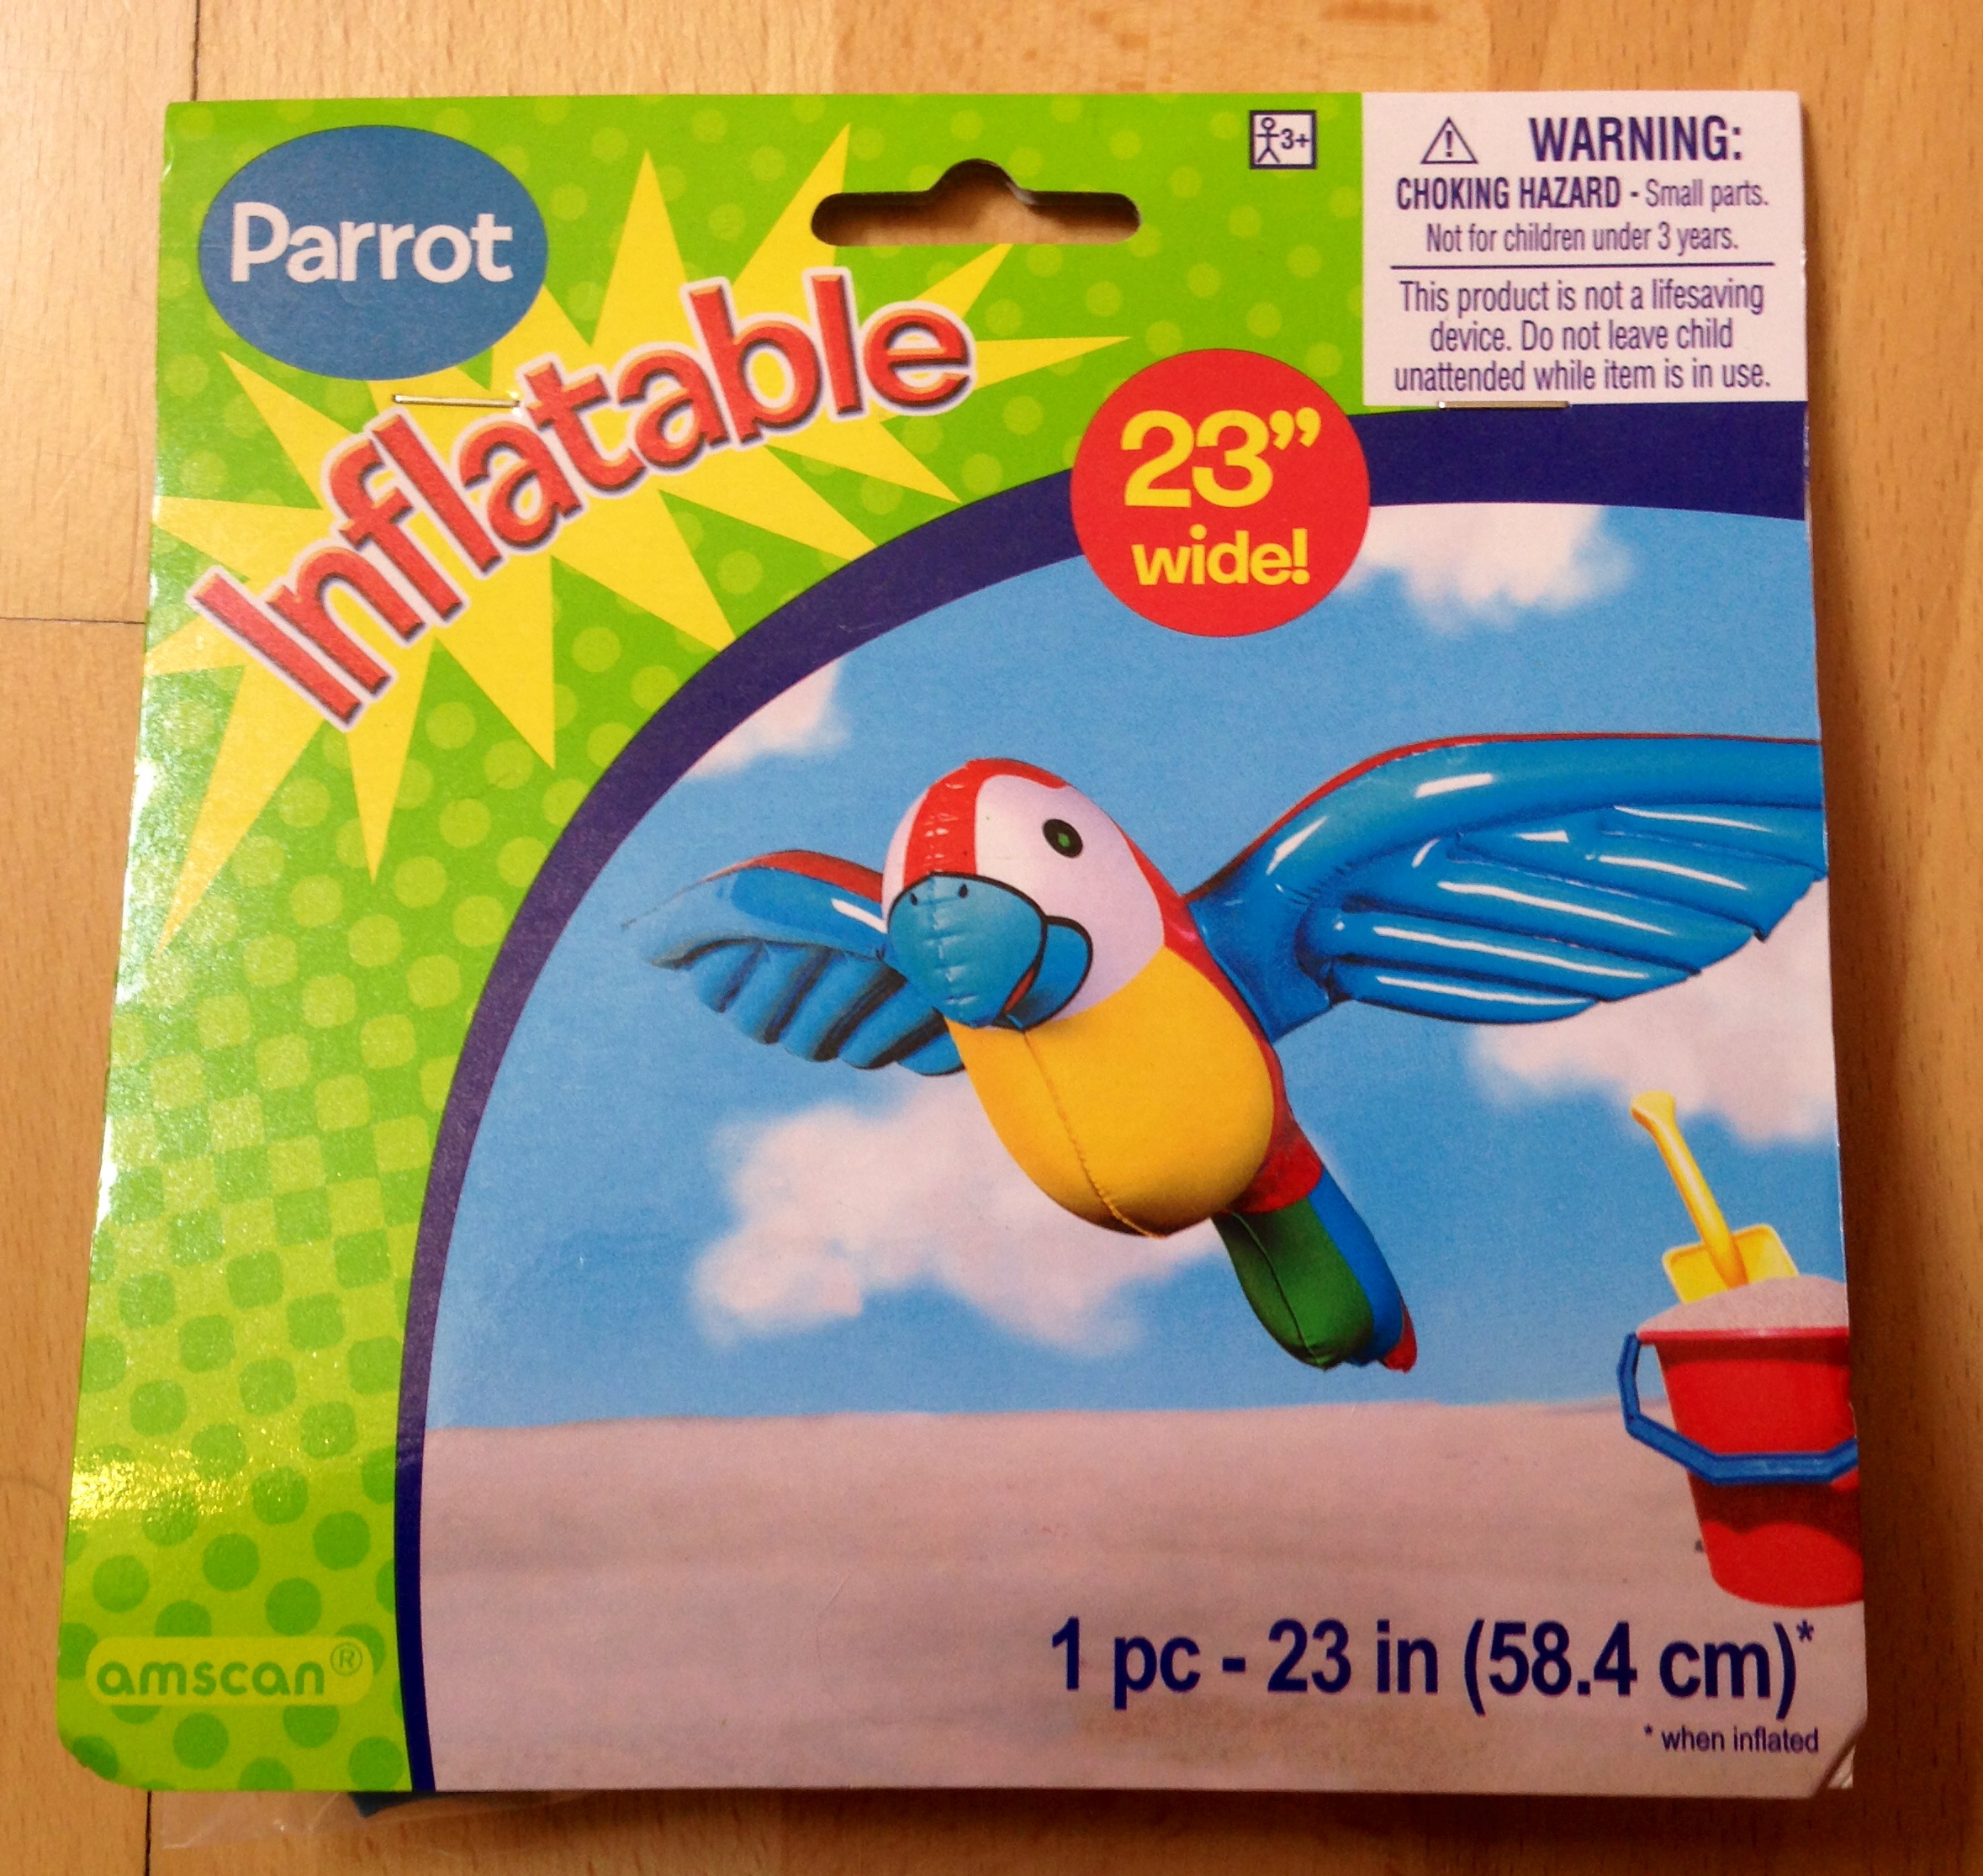 Parrot
Inflatable
3+
WARNING:
CHOKING HAZARD - Small parts.
Not for children under 3 years.
This product is not a lifesaving
device. Do not leave child
unattended while item is in use.
23”
wide!
amscan®
1 pc - 23 in (58.4 cm)*
* when inflated